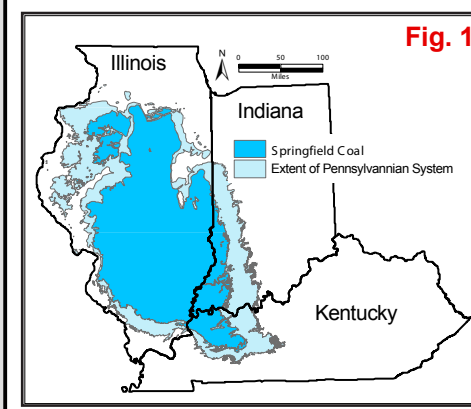 Fig. 1
Illinois
N
0 50 100
Miles
Indiana
Springfield Coal
Extent of Pennsylvannian System
Kentucky